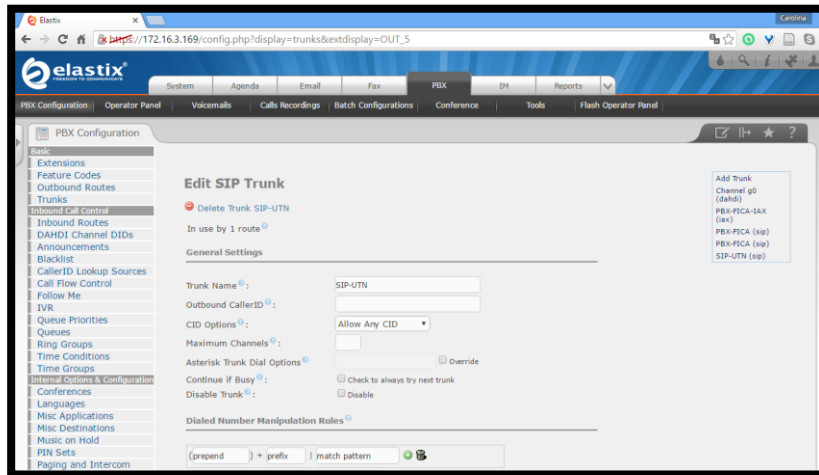 Elastix
Carolina
https://172.16.3.169/config.php?display=trunks&extdisplay=OUT_5
elastix®
FREEDOM TO COMMUNICATE
System Agenda Email Fax PBX IM Reports
PBX Configuration Operator Panel Voicemails Calls Recordings Batch Configurations Conference Tools Flash Operator Panel
PBX Configuration
Basic
Extensions
Feature Codes
Outbound Routes
Trunks
Inbound Call Control
Inbound Routes
DAHDI Channel DIDs
Announcements
Blacklist
CallerID Lookup Sources
Call Flow Control
Follow Me
IVR
Queue Priorities
Queues
Ring Groups
Time Conditions
Time Groups
Internal Options & Configuration
Conferences
Languages
Misc Applications
Misc Destinations
Music on Hold
PIN Sets
Paging and Intercom
Edit SIP Trunk
Delete Trunk SIP-UTN
In use by 1 route
General Settings
Trunk Name : SIP-UTN
Outbound CallerID :
CID Options : Allow Any CID
Maximum Channels :
Asterisk Trunk Dial Options Override
Continue if Busy : Check to always try next trunk
Disable Trunk : Disable
Dialed Number Manipulation Rules
(prepend ) + prefix | match pattern
Add Trunk
Channel g0
(dahdi)
PBX-FICA-IAX
(iax)
PBX-FICA (sip)
PBX-FICA (sip)
SIP-UTN (sip)